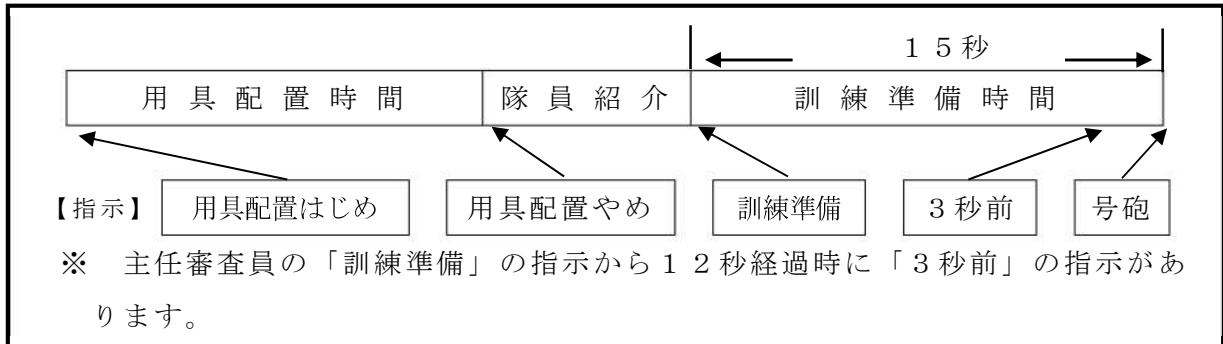 １５秒
用具配置時間 隊員紹介 訓練準備時間
【指示】 用具配置はじめ 用具配置やめ 訓練準備 ３秒前 号砲
※　主任審査員の「訓練準備」の指示から１２秒経過時に「３秒前」の指示があ
ります。